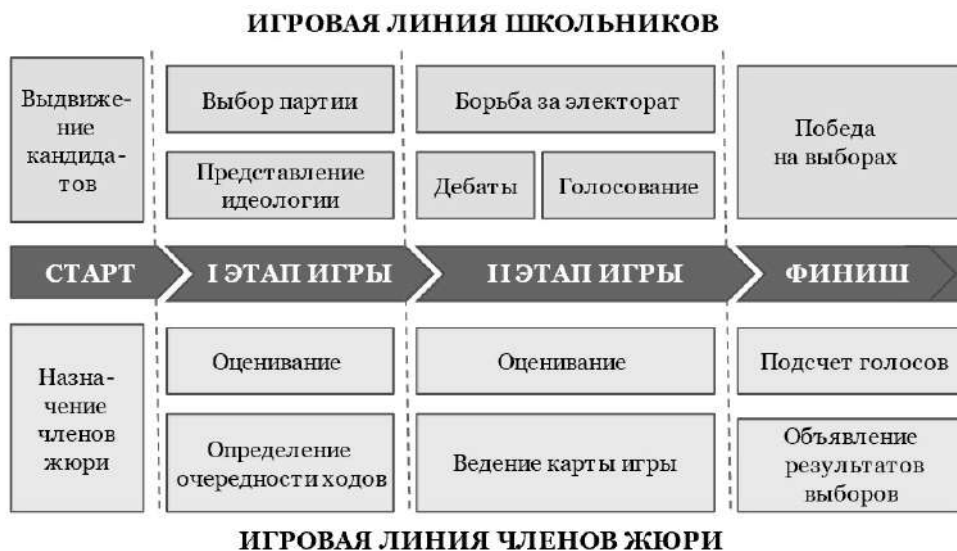 ИГРОВАЯ ЛИНИЯ ШКОЛЬНИКОВ
Выдвиже-
ние
кандида-
тов
Выбор партии
Представление
идеологии
Борьба за электорат
Дебаты
Голосование
Победа
на выборах
СТАРТ
I ЭТАП ИГРЫ
II ЭТАП ИГРЫ
ФИНИШ
Назна-
чение
членов
жюри
Оценивание
Определение
очередности ходов
Оценивание
Ведение карты игры
Подсчет голосов
Объявление
результатов
выборов
ИГРОВАЯ ЛИНИЯ ЧЛЕНОВ ЖЮРИ